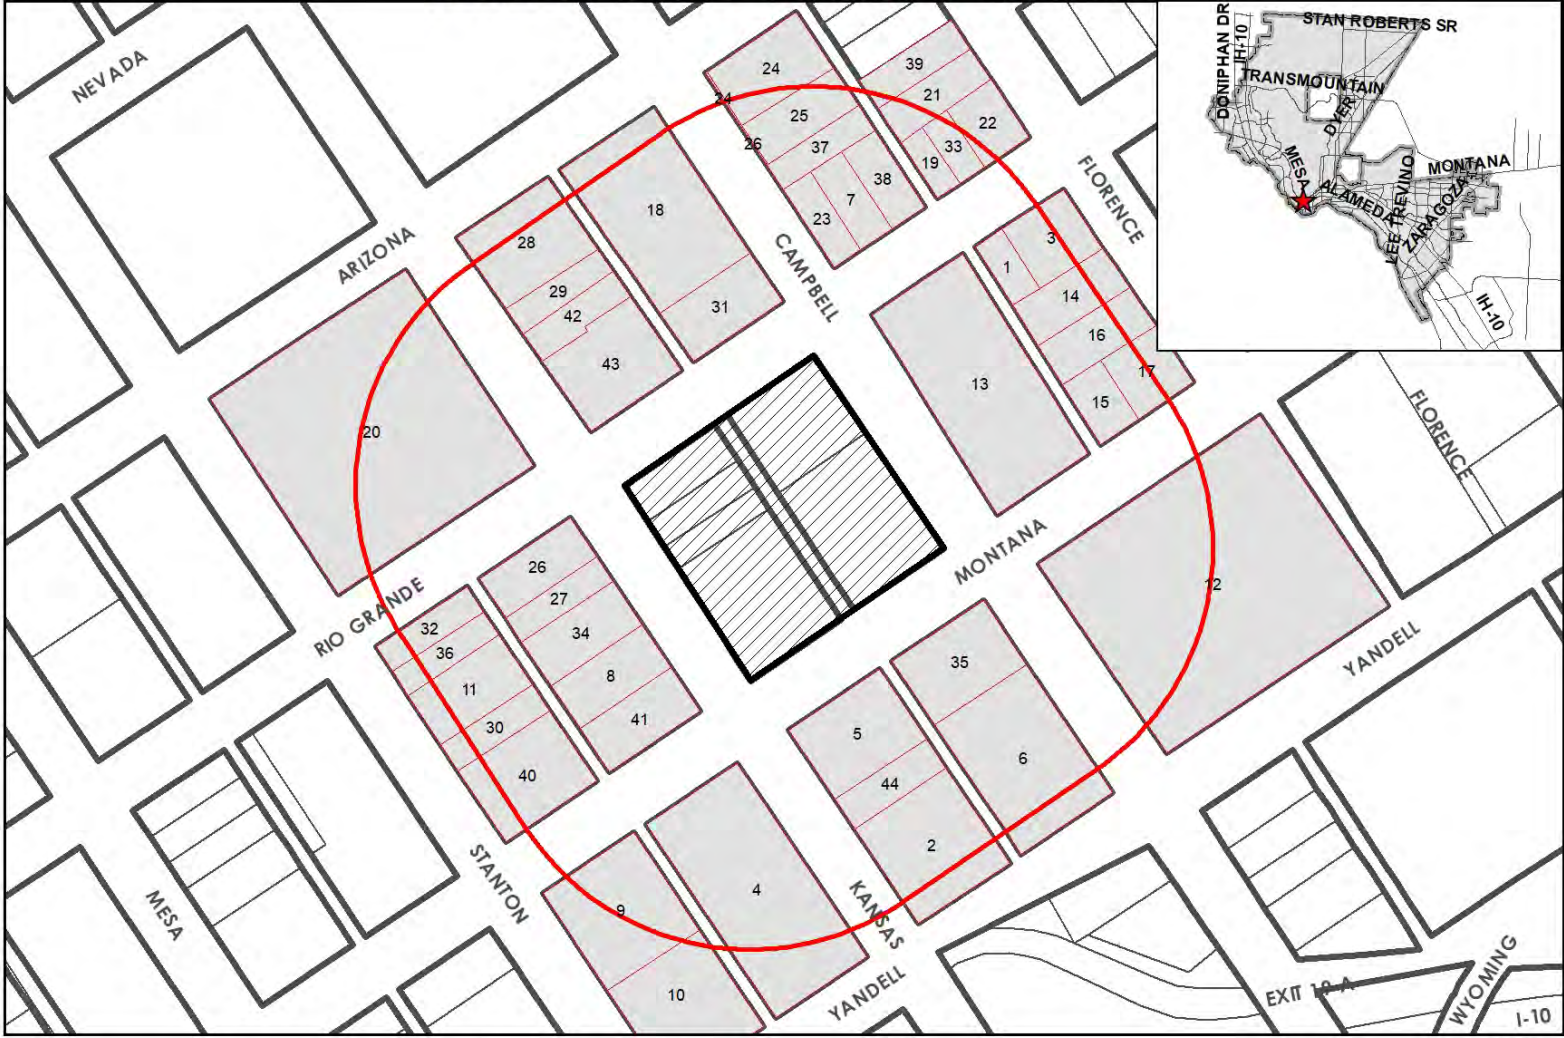 NEVADA
ARIZONA
RIO GRANDE
MESA
STANTON
CAMPBELL
FLORENCE
MONTANA
FLORENCE
YANDELL
KANSAS
YANDELL
EXIT 19-A
WYOMING
I-10
24
24
25
26
37
38
7
23
39
21
22
33
19
18
31
28
29
42
43
20
3
1
14
16
17
15
13
12
26
27
34
8
41
32
36
11
30
40
35
6
5
44
2
9
4
10
DONIPHAN DR
IH-10
STAN ROBERTS SR
TRANSMOUNTAIN
DYER
MESA
MONTANA
ALAMEDA
LEE TREVINO
ZARAGOZA
IH-10